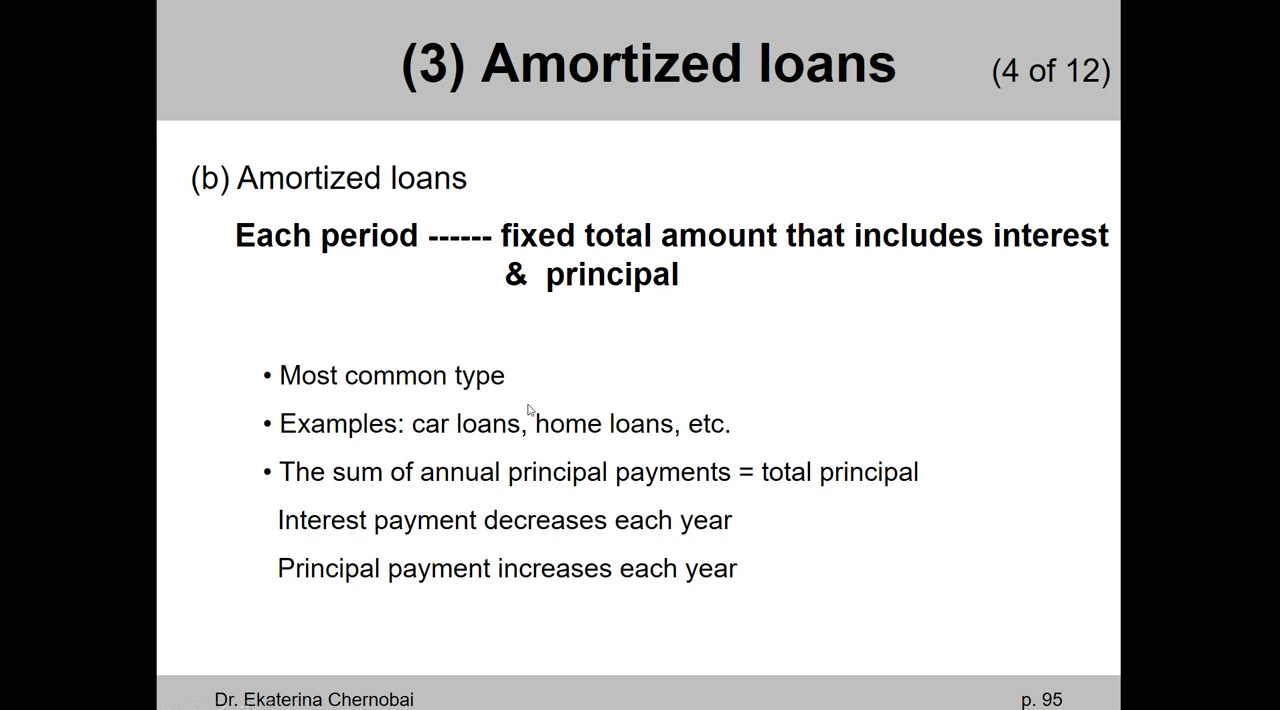 (3) Amortized loans (4 of 12)
(b) Amortized loans
Each period ------ fixed total amount that includes interest
& principal
• Most common type
• Examples: car loans, home loans, etc.
• The sum of annual principal payments = total principal
Interest payment decreases each year
Principal payment increases each year
Dr. Ekaterina Chernobai p. 95